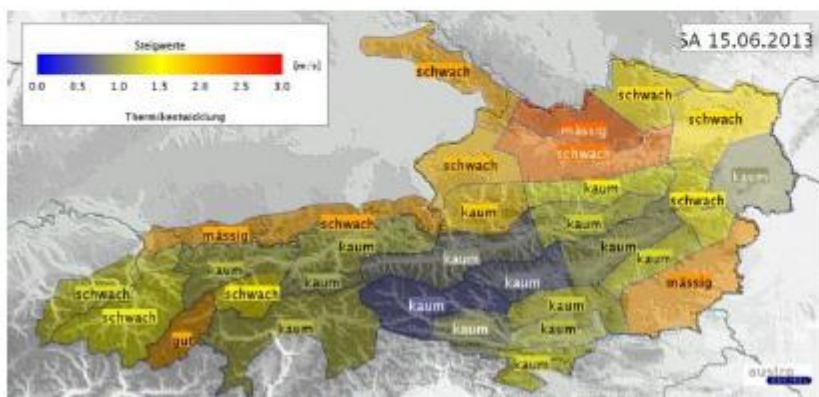 Steigwerte
[m/s]
0.0 0.5 1.0 1.5 2.0 2.5 3.0
Thermikentwicklung
SA 15.06.2013
schwach
schwach
mässig
schwach
schwach
schwach
kaum
kaum
schwach
kaum
schwach
mässig
kaum
kaum
kaum
kaum
kaum
kaum
kaum
schwach
schwach
schwach
kaum
kaum
kaum
mässig
gut
kaum
kaum
kaum
kaum
austro